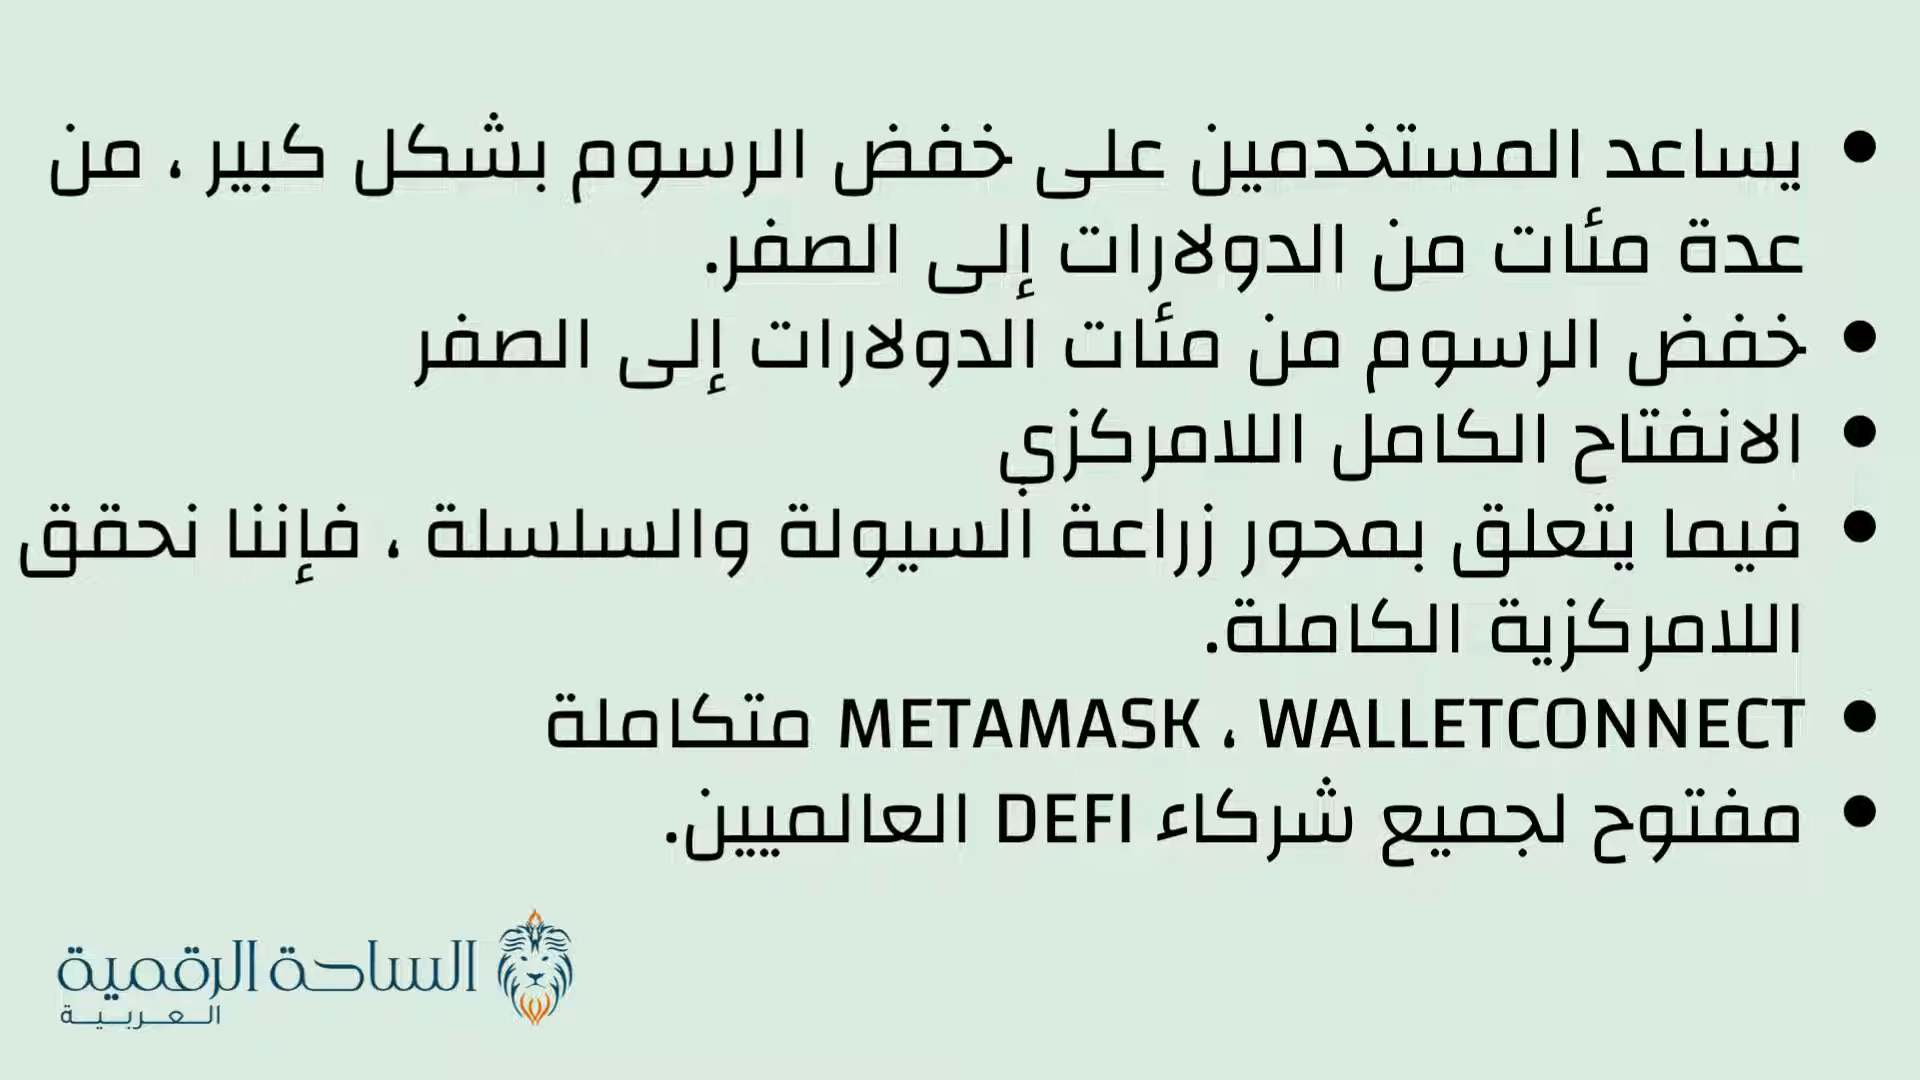 • يساعد المستخدمين على خفض الرسوم بشكل كبير ، من
عدة مئات من الدولارات إلى الصفر.
• خفض الرسوم من مئات الدولارات إلى الصفر
• الانفتاح الكامل اللامركزي
• فيما يتعلق بمحور زراعة السيولة والسلسلة ، فإننا نحقق
اللامركزية الكاملة.
• METAMASK ، WALLETCONNECT متكاملة
• مفتوح لجميع شركاء DEFI العالميين.
الساحة الرقمية
العربية